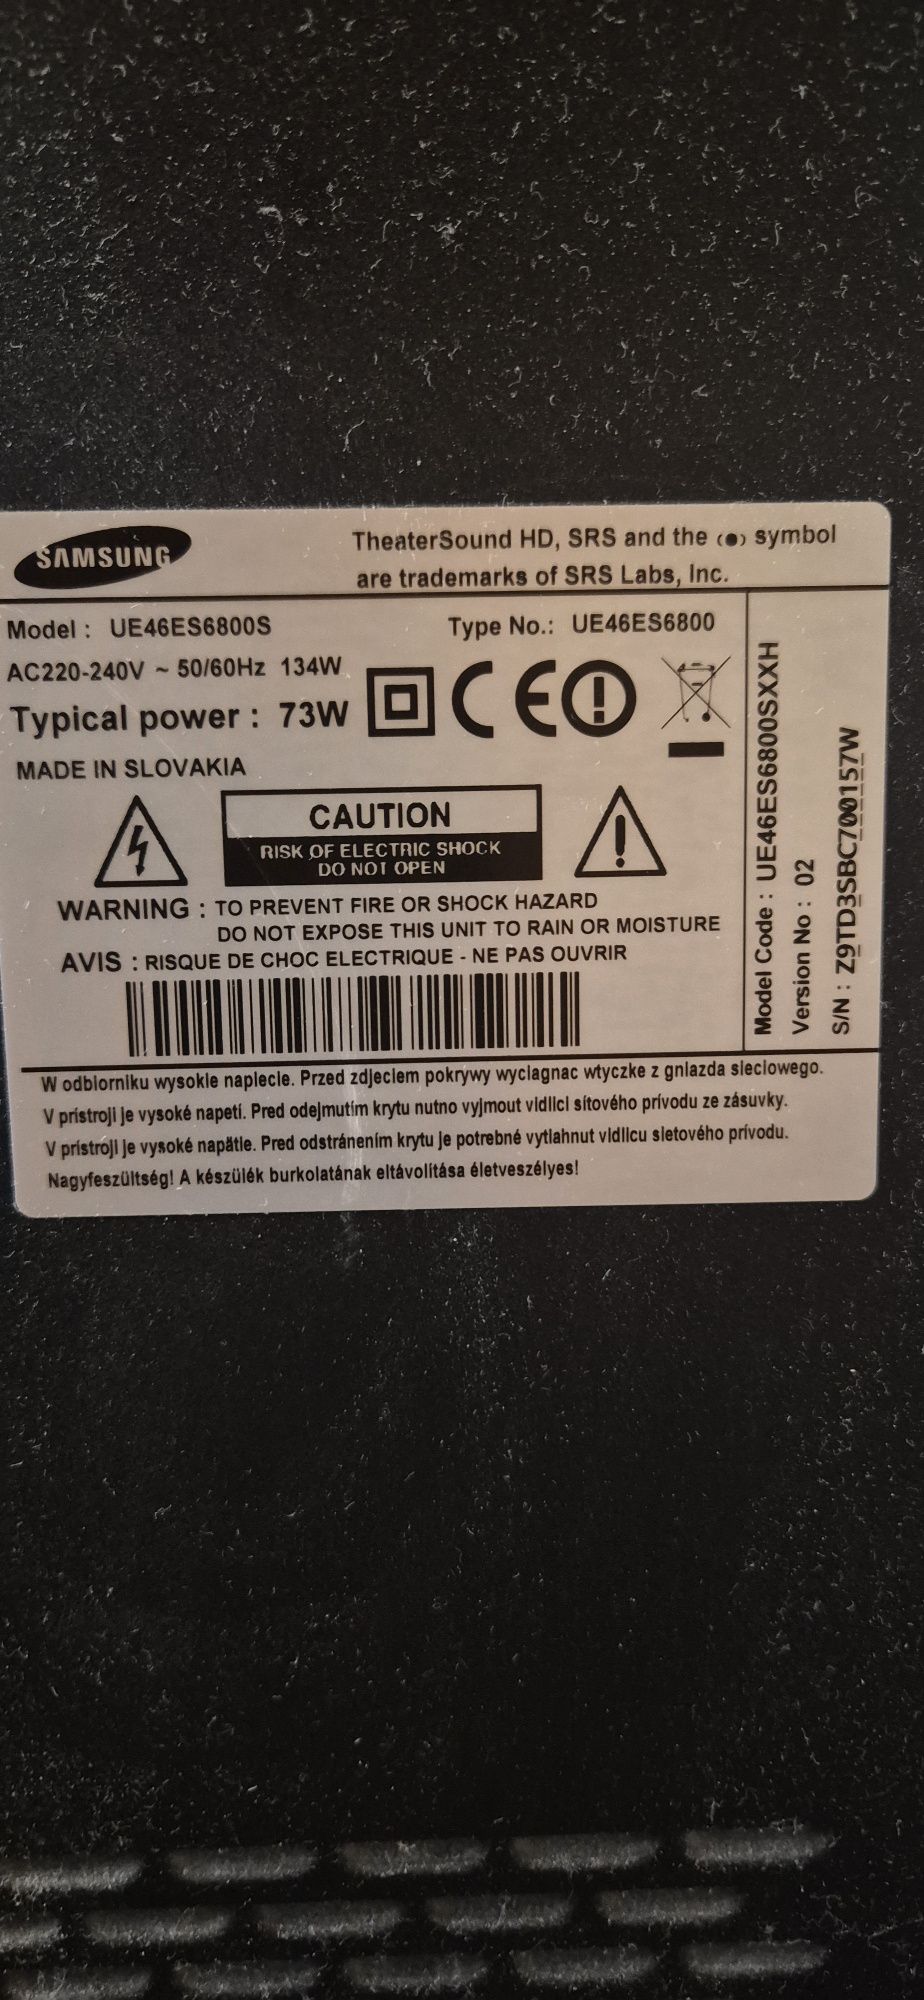 SAMSUNG
TheaterSound HD, SRS and the (●) symbol
are trademarks of SRS Labs, Inc.
Model : UE46ES6800S
Type No.: UE46ES6800
AC220-240V ~ 50/60Hz 134W
Typical power : 73W
MADE IN SLOVAKIA
CAUTION
RISK OF ELECTRIC SHOCK
DO NOT OPEN
WARNING : TO PREVENT FIRE OR SHOCK HAZARD
DO NOT EXPOSE THIS UNIT TO RAIN OR MOISTURE
AVIS : RISQUE DE CHOC ELECTRIQUE - NE PAS OUVRIR
Model Code : UE46ES6800SXXH
Version No : 02
S/N : Z9TD3SBC700157W
W odbiorniku wysokie napiecie. Przed zdjeciem pokrywy wyciagnac wtyczke z gniazda sieciowego.
V prístroji je vysoké napetí. Pred odejmutím krytu nutno vyjmout vidlici sítového prívodu ze zásuvky.
V prístroji je vysoké napätie. Pred odstránením krytu je potrebné vytiahnut vidlicu sietového prívodu.
Nagyfeszültség! A készülék burkolatának eltávolítása életveszélyes!